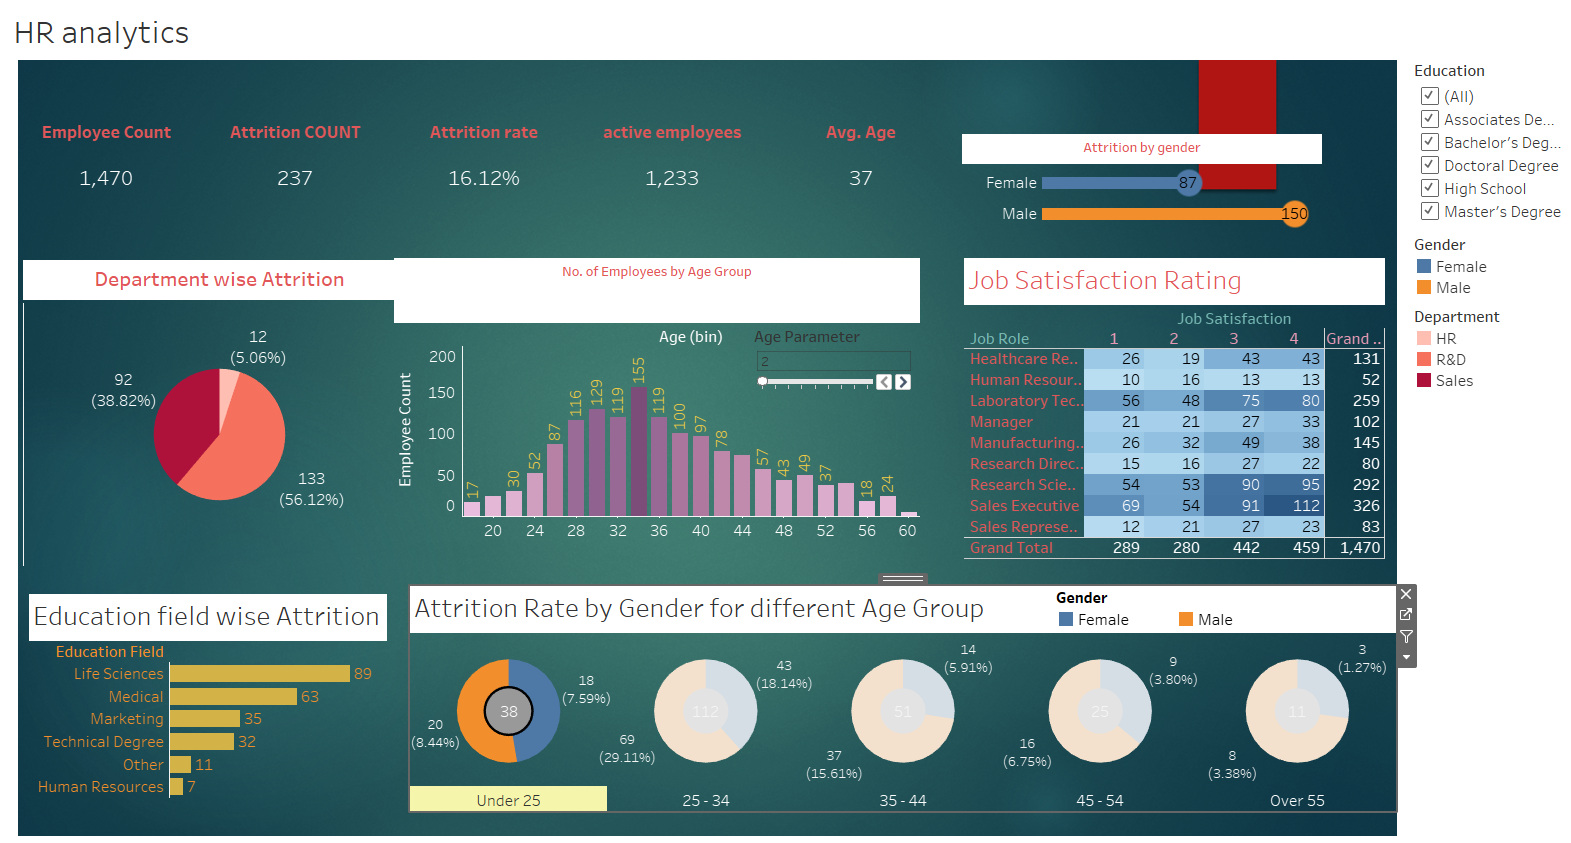 HR analytics
Employee Count
Attrition COUNT
Attrition rate
active employees
Avg. Age
1,470
237
16.12%
1,233
37
Attrition by gender
Female 87
Male 150
Education
(All)
Associates De...
Bachelor's Deg...
Doctoral Degree
High School
Master's Degree
Gender
Female
Male
Department
HR
R&D
Sales
Department wise Attrition
12
(5.06%)
92
(38.82%)
133
(56.12%)
No. of Employees by Age Group
Age (bin)
Age Parameter
2
Employee Count
200
150
100
50
0
17 30 52 87 116 129 119 155 119 100 97 78 57 43 49 37 18 24
20 24 28 32 36 40 44 48 52 56 60
Job Satisfaction Rating
Job Satisfaction
Job Role 1 2 3 4 Grand ..
Healthcare Re.. 26 19 43 43 131
Human Resour.. 10 16 13 13 52
Laboratory Tec.. 56 48 75 80 259
Manager 21 21 27 33 102
Manufacturing.. 26 32 49 38 145
Research Direc.. 15 16 27 22 80
Research Scie.. 54 53 90 95 292
Sales Executive 69 54 91 112 326
Sales Represe.. 12 21 27 23 83
Grand Total 289 280 442 459 1,470
Education field wise Attrition
Education Field
Life Sciences 89
Medical 63
Marketing 35
Technical Degree 32
Other 11
Human Resources 7
Attrition Rate by Gender for different Age Group
Gender
Female
Male
18
(7.59%)
38
20
(8.44%)
Under 25
43
(18.14%)
112
69
(29.11%)
25 - 34
14
(5.91%)
51
37
(15.61%)
35 - 44
9
(3.80%)
25
16
(6.75%)
45 - 54
3
(1.27%)
11
8
(3.38%)
Over 55